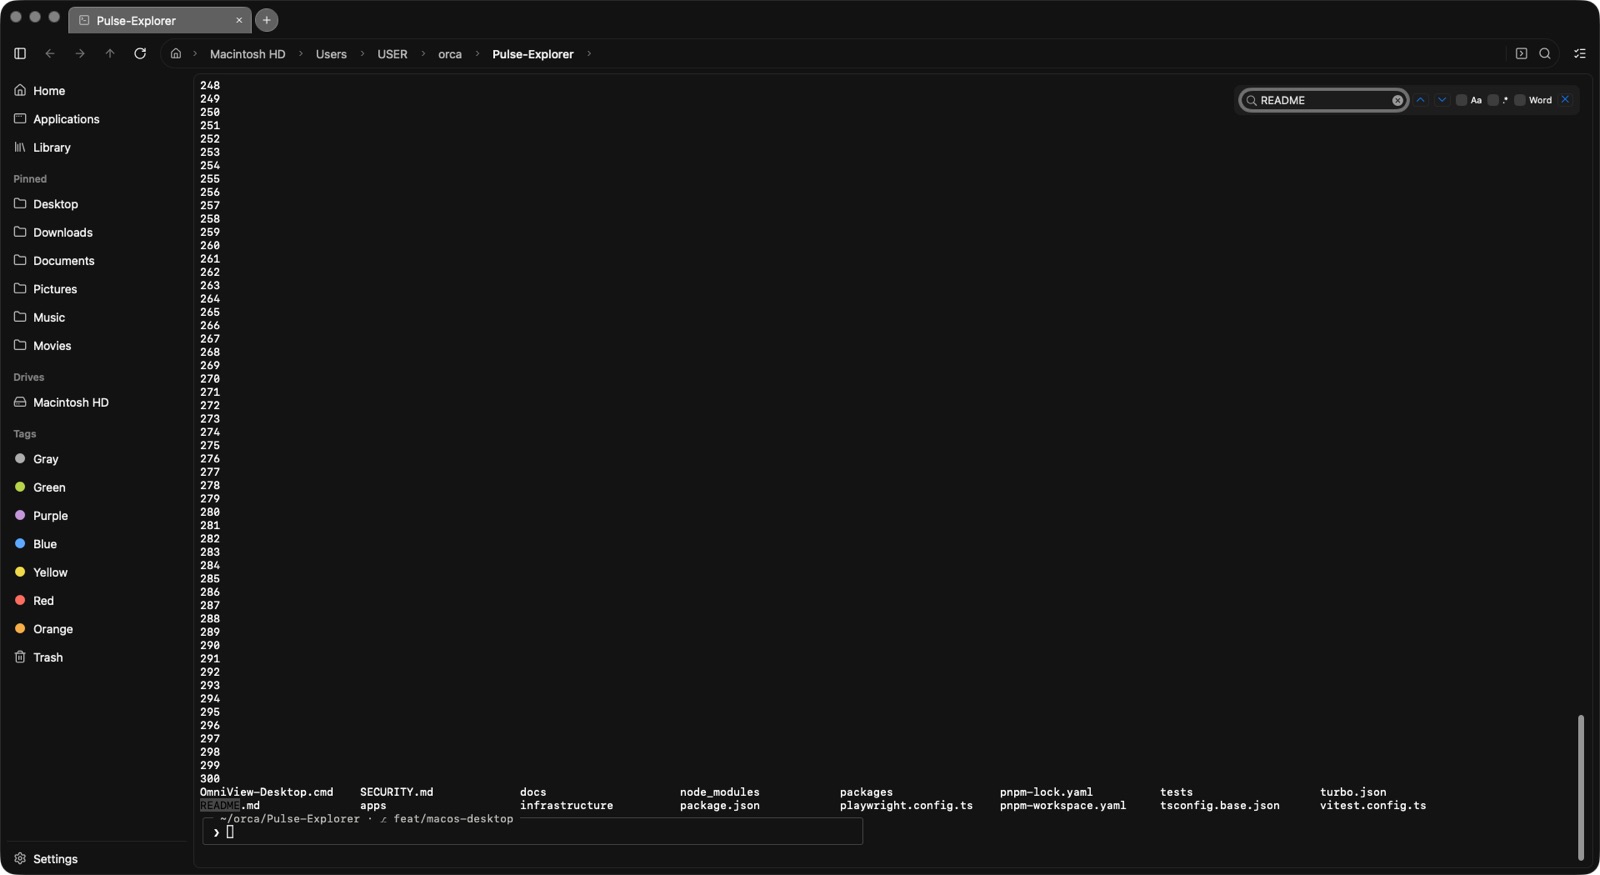 Pulse-Explorer
Macintosh HD
Users
USER
orca
Pulse-Explorer
Home
Applications
Library
Pinned
Desktop
Downloads
Documents
Pictures
Music
Movies
Drives
Macintosh HD
Tags
Gray
Green
Purple
Blue
Yellow
Red
Orange
Trash
Settings
README
Aa
.*
Word
248
249
250
251
252
253
254
255
256
257
258
259
260
261
262
263
264
265
266
267
268
269
270
271
272
273
274
275
276
277
278
279
280
281
282
283
284
285
286
287
288
289
290
291
292
293
294
295
296
297
298
299
300
OmniView-Desktop.cmd SECURITY.md docs node_modules packages pnpm-lock.yaml tests turbo.json
README.md apps infrastructure package.json playwright.config.ts pnpm-workspace.yaml tsconfig.base.json vitest.config.ts
~/orca/Pulse-Explorer · feat/macos-desktop
❯